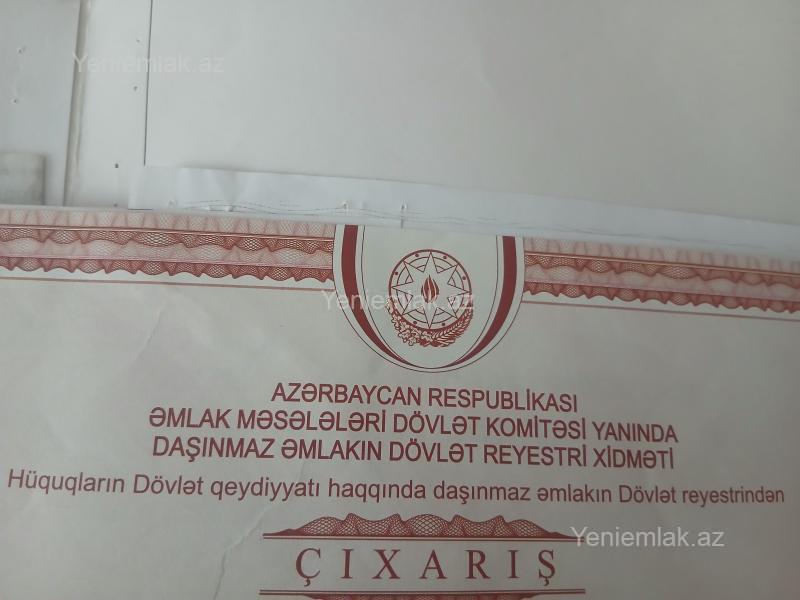 Yeniemlak.az
Yeniemlak.az
AZƏRBAYCAN RESPUBLİKASI
ƏMLAK MƏSƏLƏLƏRİ DÖVLƏT KOMİTƏSİ YANINDA
DAŞINMAZ ƏMLAKIN DÖVLƏT REYESTRİ XİDMƏTİ
Hüquqların Dövlət qeydiyyatı haqqında daşınmaz əmlakın Dövlət reyestrindən
Yeniemlak.az
ÇIXARIŞ